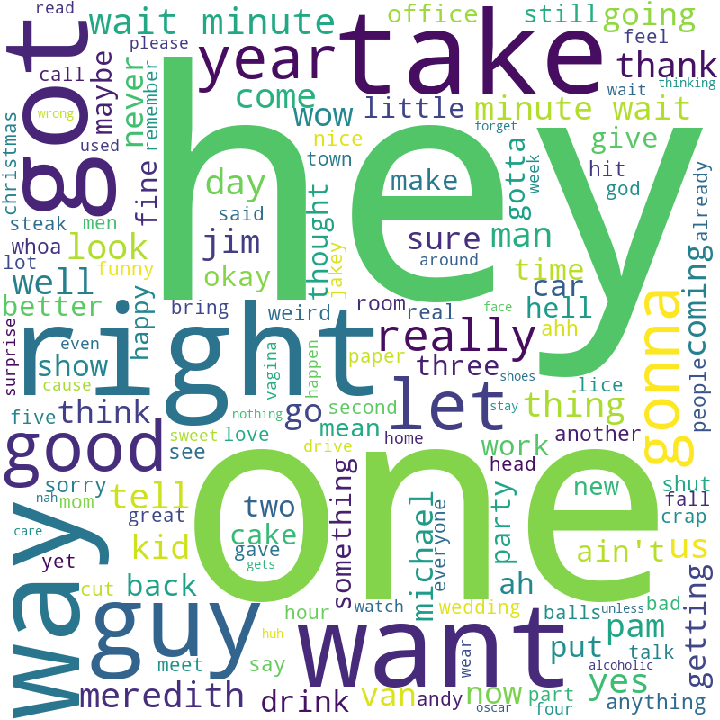 read
wait minute
office
still
going
please
call
maybe
never
remember
year
take
feel
thank
thinking
wait
come
wow
little
minute wait
wrong
used
christmas
got
hey
nice
forget
town
give
week
gotta
hit
god
already
day
make
said
thought
steak
men
fine
whoa
look
jim
sure
man
around
lot
funny
jakey
well
okay
time
hell
car
better
happy
bring
weird
room
real
face
ahh
coming
people
surprise
right
really
even
show
cause
vagina
happen
paper
three
shoes
lice
gonna
let
thing
five
think
nothing
go
second
stay
another
good
sweet
love
mean
drive
home
work
see
one
head
sorry
nah
mom
tell
two
something
new
shut
fall
great
cake
everyone
party
crap
care
yet
kid
gave
michael
ain't
us
way
cut
back
gets
ah
getting
guy
hour
watch
wedding
balls
unless
bad
want
put
pam
huh
wear
talk
meet
say
alcoholic
yes
meredith
drink
van
andy
now
part
four
anything
oscar